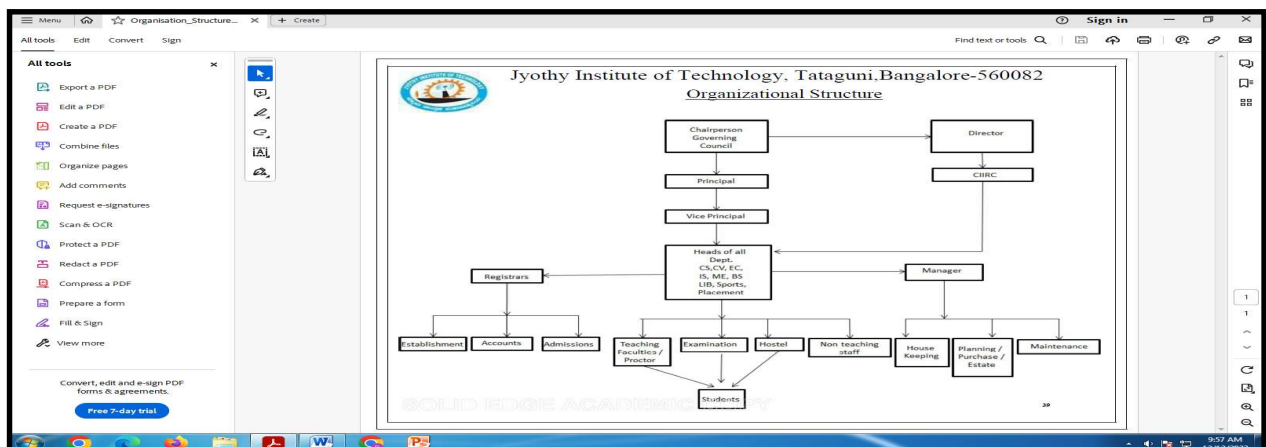 Menu
Organisation_Structure...
Create
Sign in
All tools
Edit
Convert
Sign
Find text or tools
All tools
Export a PDF
Edit a PDF
Create a PDF
Combine files
Organize pages
Add comments
Request e-signatures
Scan & OCR
Protect a PDF
Redact a PDF
Compress a PDF
Prepare a form
Fill & Sign
View more
Convert, edit and e-sign PDF
forms & agreements.
Free 7-day trial
Jyothy Institute of Technology, Tataguni,Bangalore-560082
Organizational Structure
Chairperson
Governing
Council
Director
CIIRC
Principal
Vice Principal
Heads of all
Dept.
CS,CV, EC,
IS, ME, BS
LIB, Sports,
Placement
Registrars
Manager
Establishment
Accounts
Admissions
Teaching
Faculties /
Proctor
Examination
Hostel
Non teaching
staff
House
Keeping
Planning /
Purchase /
Estate
Maintenance
Students
SOLID EDGE ACADEMIC COPY
39
1
1
9:57 AM